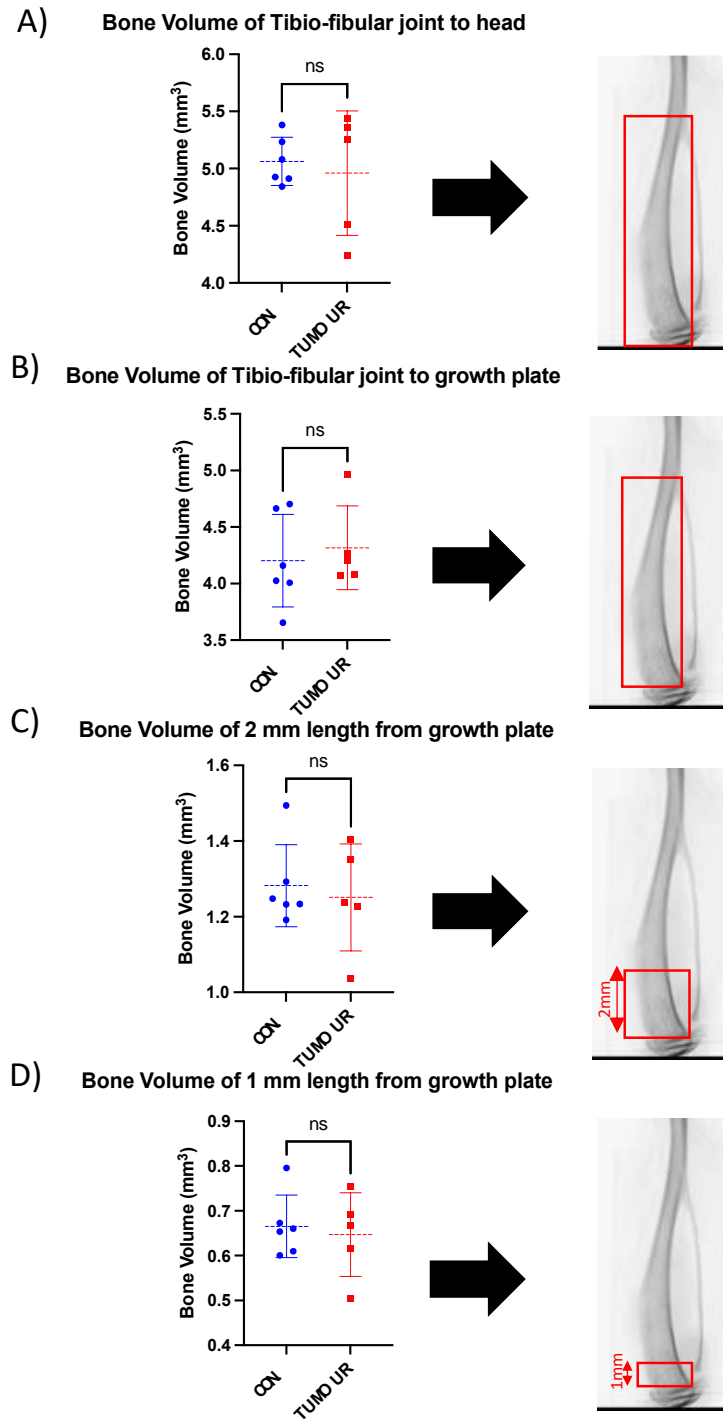 A) Bone Volume of Tibio-fibular joint to head
6.0
ns
5.5
5.0
4.5
4.0
Bone Volume (mm³)
CON.
TUMO UR
B) Bone Volume of Tibio-fibular joint to growth plate
5.5
ns
5.0
4.5
4.0
3.5
Bone Volume (mm³)
CON.
TUMO UR
C) Bone Volume of 2 mm length from growth plate
1.6
ns
1.4
1.2
1.0
Bone Volume (mm³)
CON.
TUMO UR
2mm
D) Bone Volume of 1 mm length from growth plate
0.9
ns
0.8
0.7
0.6
0.5
0.4
Bone Volume (mm³)
CON.
TUMO UR
1mm